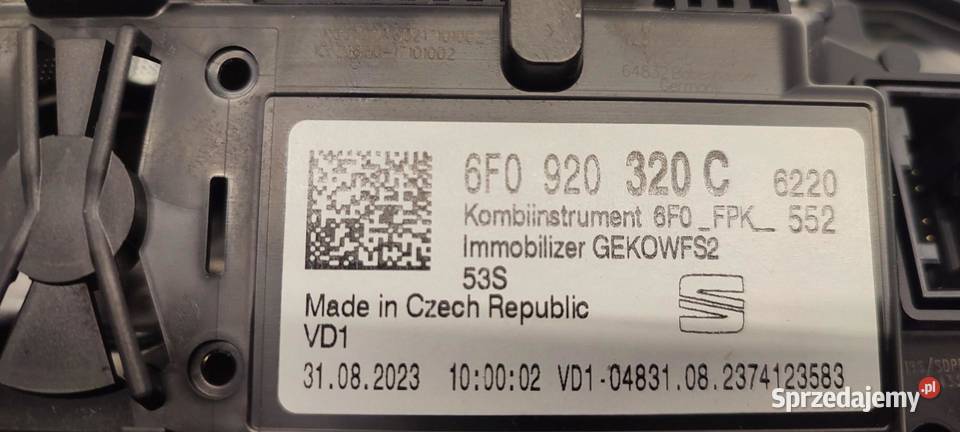 6F0 920 320 C 6220
Kombiinstrument 6F0_FPK_ 552
Immobilizer GEKOWFS2
53S
Made in Czech Republic
VD1
31.08.2023 10:00:02 VD1-04831.08.2374123583
Sprzedajemy.pl